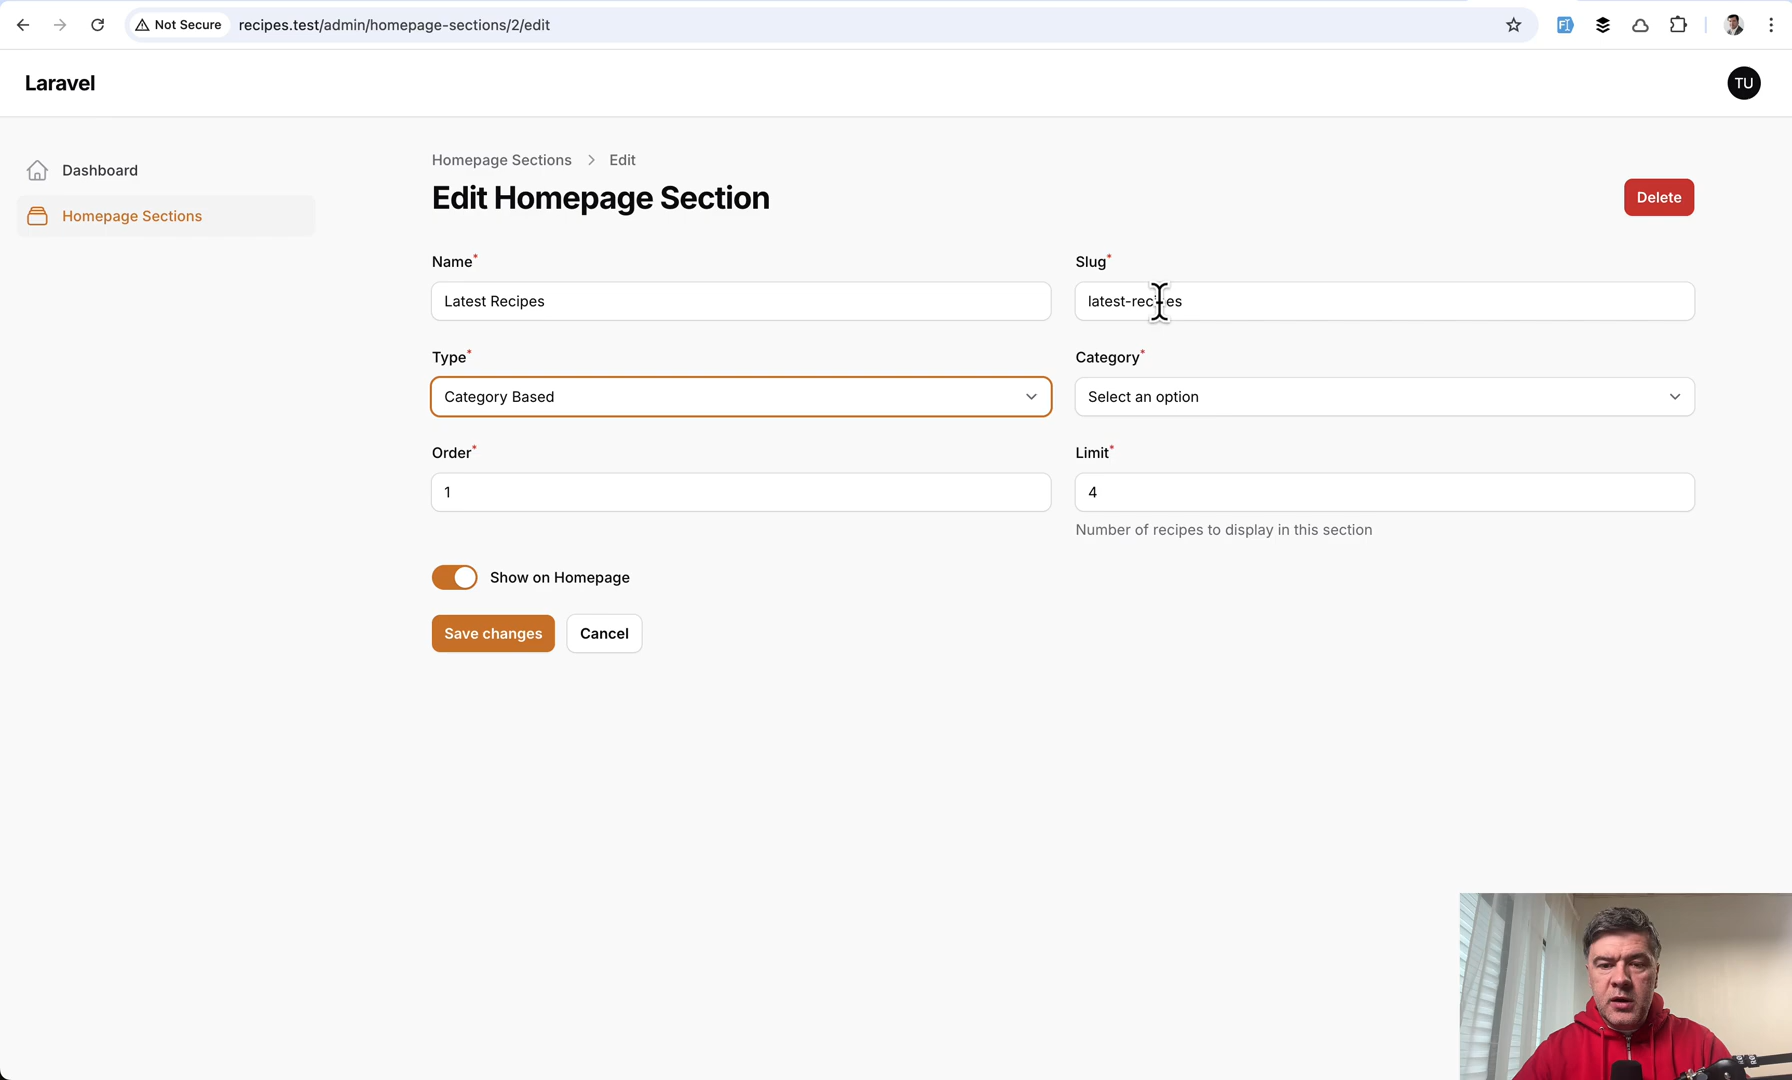 Not Secure recipes.test/admin/homepage-sections/2/edit
Laravel
TU
Dashboard
Homepage Sections
Homepage Sections > Edit
Edit Homepage Section
Delete
Name*
Slug*
Latest Recipes
latest-recipes
Type*
Category*
Category Based
Select an option
Order*
Limit*
1
4
Number of recipes to display in this section
Show on Homepage
Save changes
Cancel